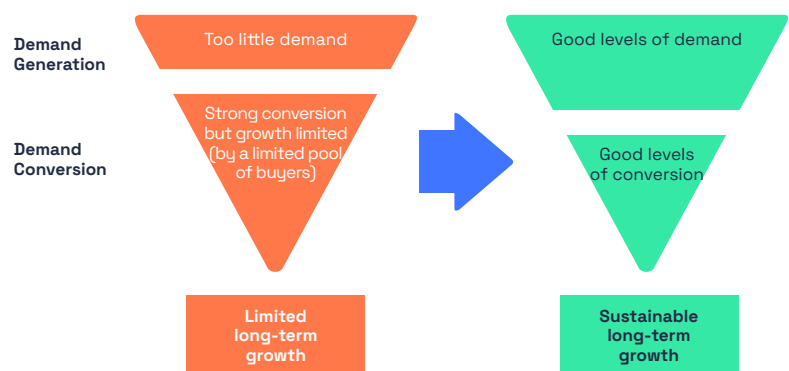 Demand
Generation
Too little demand
Good levels of demand
Demand
Conversion
Strong conversion
but growth limited
(by a limited pool
of buyers)
Good levels
of conversion
Limited
long-term
growth
Sustainable
long-term
growth